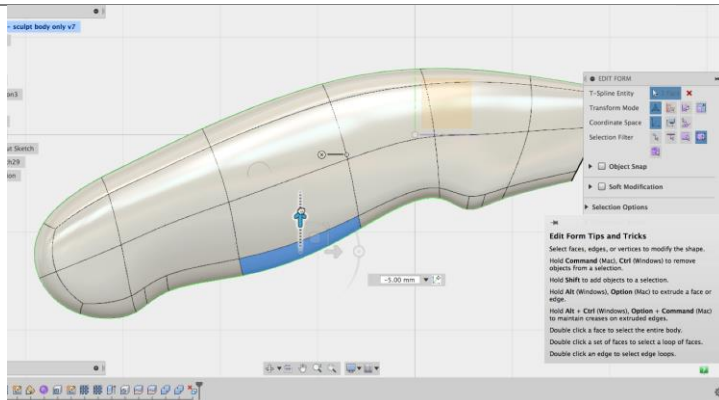 - sculpt body only v7
on3
ut Sketch
ch29
ion
-5.00 mm
EDIT FORM
T-Spline Entity
Transform Mode
Coordinate Space
Selection Filter
Object Snap
Soft Modification
Selection Options
Edit Form Tips and Tricks
Select faces, edges, or vertices to modify the shape.
Hold Command (Mac), Ctrl (Windows) to remove
objects from a selection.
Hold Shift to add objects to a selection.
Hold Alt (Windows), Option (Mac) to extrude a face or
edge.
Hold Alt + Ctrl (Windows), Option + Command (Mac)
to maintain creases on extruded edges.
Double click a face to select the entire body.
Double click a set of faces to select a loop of faces.
Double click an edge to select edge loops.